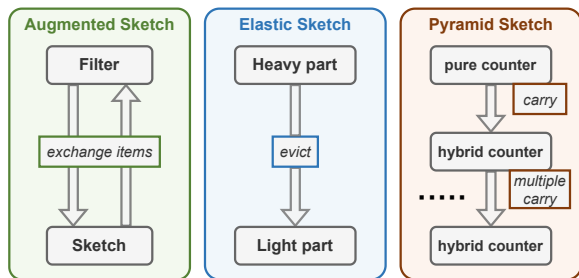 Augmented Sketch
Filter
exchange items
Sketch
Elastic Sketch
Heavy part
evict
Light part
Pyramid Sketch
pure counter
carry
hybrid counter
.....
multiple
carry
hybrid counter